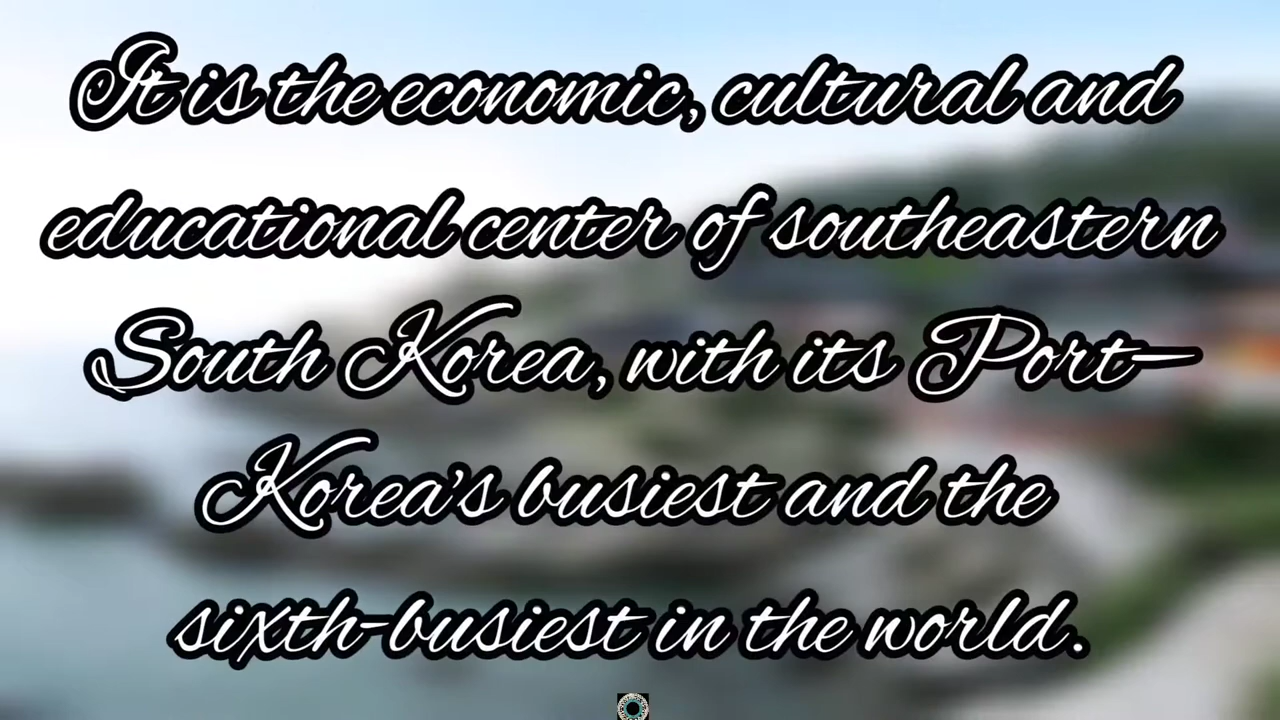 It is the economic, cultural and
educational center of southeastern
South Korea, with its Port—
Korea's busiest and the
sixth-busiest in the world.